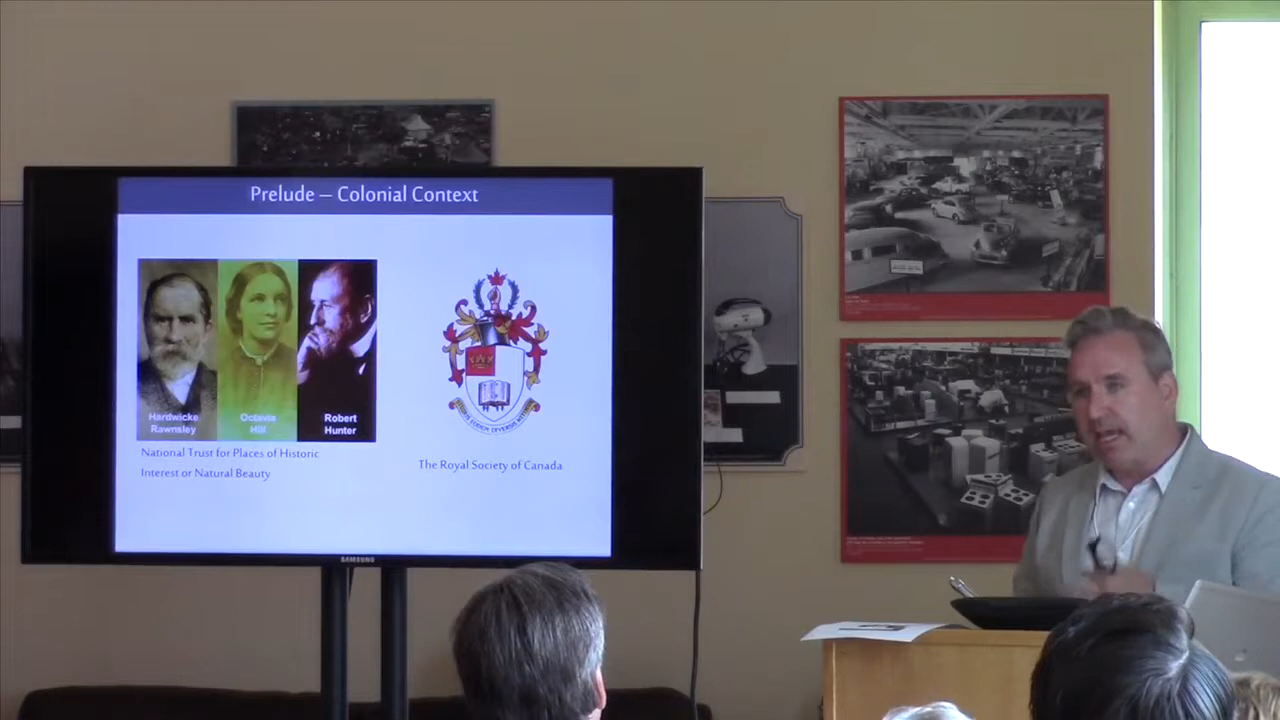 Prelude – Colonial Context
Hardwicke
Rawnsley
Octavia
Hill
Robert
Hunter
National Trust for Places of Historic
Interest or Natural Beauty
The Royal Society of Canada
SAMSUNG